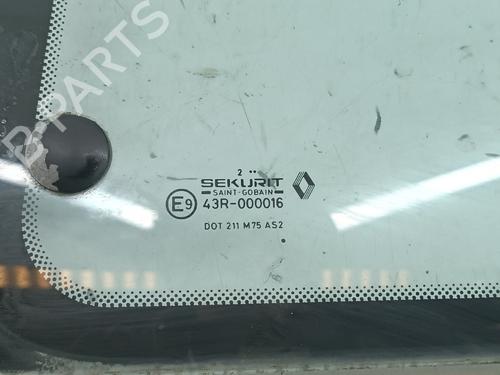 B-PARTS
2 ..
SEKURIT
SAINT-GOBAIN
E9 43R-000016
DOT 211 M75 AS2